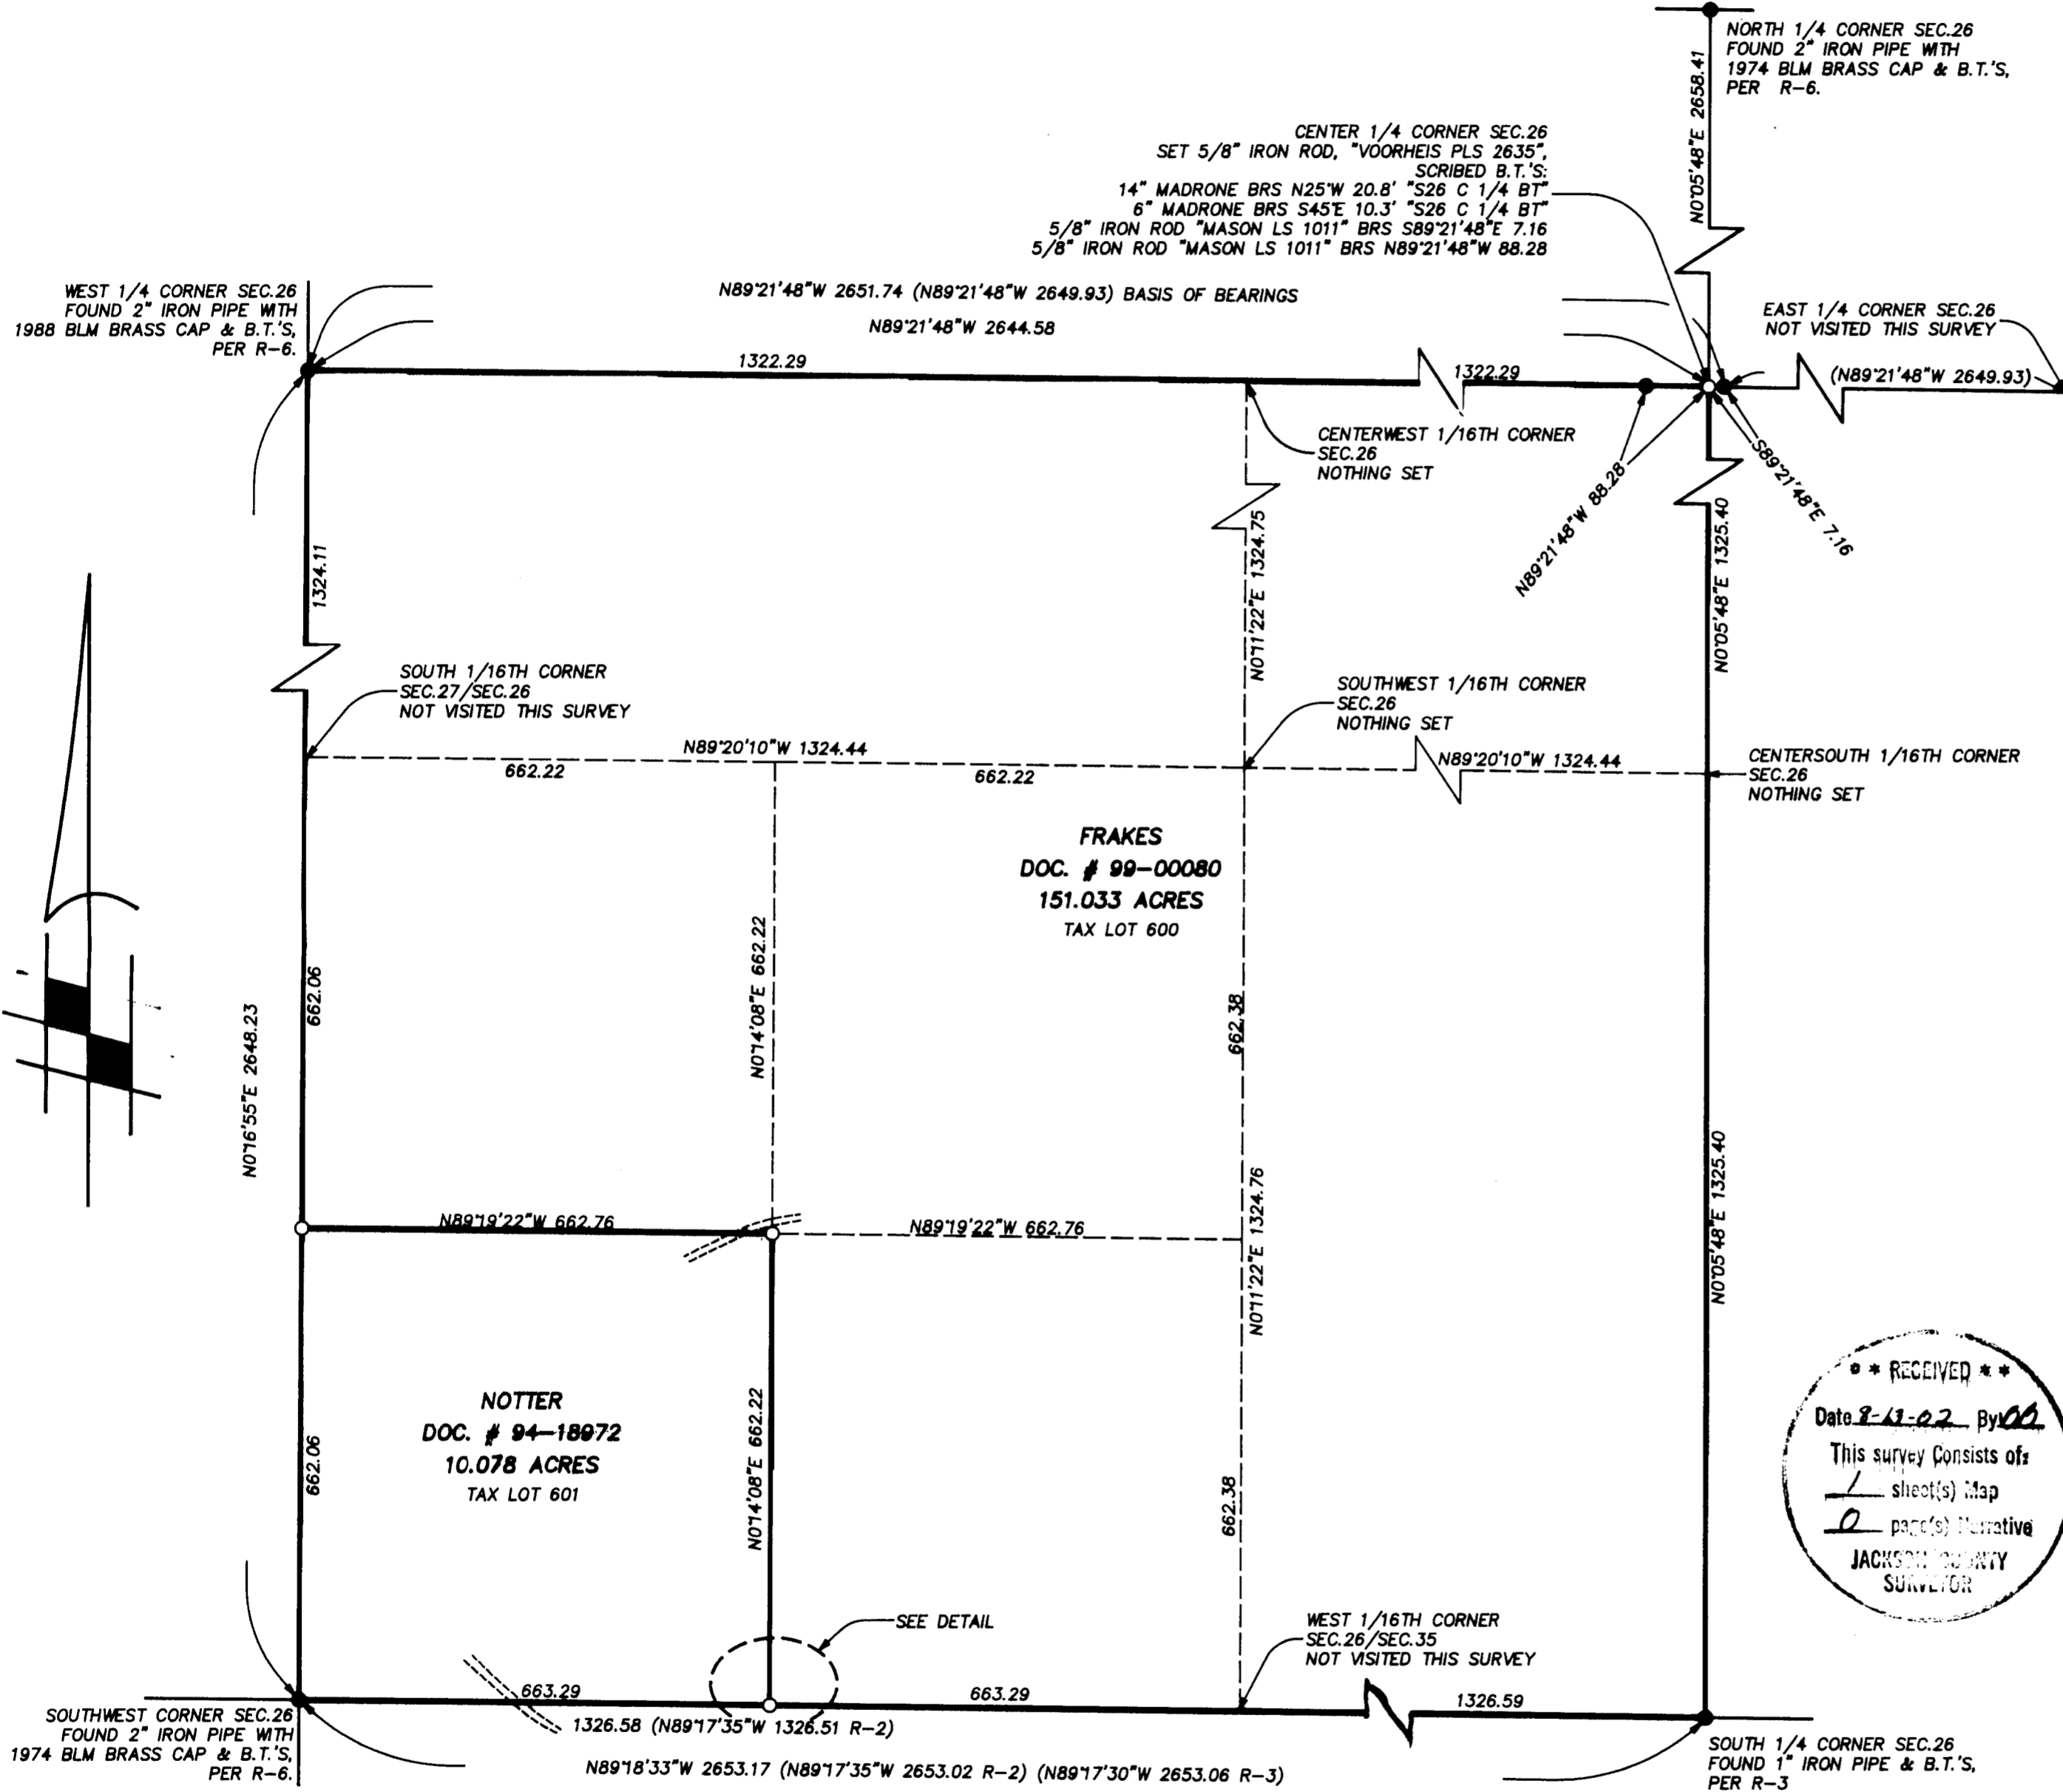 NORTH 1/4 CORNER SEC.26
FOUND 2" IRON PIPE WITH
1974 BLM BRASS CAP & B.T.'S,
PER R-6.
N0°05'48"E 2658.41
CENTER 1/4 CORNER SEC.26
SET 5/8" IRON ROD, "VOORHEIS PLS 2635",
SCRIBED B.T.'S:
14" MADRONE BRS N25°W 20.8' "S26 C 1/4 BT"
6" MADRONE BRS S45°E 10.3' "S26 C 1/4 BT"
5/8" IRON ROD "MASON LS 1011" BRS S89°21'48"E 7.16
5/8" IRON ROD "MASON LS 1011" BRS N89°21'48"W 88.28
WEST 1/4 CORNER SEC.26
FOUND 2" IRON PIPE WITH
1988 BLM BRASS CAP & B.T.'S,
PER R-6.
N89°21'48"W 2651.74 (N89°21'48"W 2649.93) BASIS OF BEARINGS
N89°21'48"W 2644.58
EAST 1/4 CORNER SEC.26
NOT VISITED THIS SURVEY
1322.29
1322.29
(N89°21'48"W 2649.93)
CENTERWEST 1/16TH CORNER
SEC.26
NOTHING SET
N89°21'48"W 88.28
S89°21'48"E 7.16
1324.11
N0°11'22"E 1324.75
N0°05'48"E 1325.40
SOUTH 1/16TH CORNER
SEC.27/SEC.26
NOT VISITED THIS SURVEY
SOUTHWEST 1/16TH CORNER
SEC.26
NOTHING SET
N89°20'10"W 1324.44
662.22
662.22
N89°20'10"W 1324.44
CENTERSOUTH 1/16TH CORNER
SEC.26
NOTHING SET
FRAKES
DOC. # 99-00080
151.033 ACRES
TAX LOT 600
662.06
N0°14'08"E 662.22
662.38
N0°16'55"E 2648.23
N0°11'22"E 1324.76
N0°05'48"E 1325.40
N89°19'22"W 662.76
N89°19'22"W 662.76
NOTTER
DOC. # 94-18972
10.078 ACRES
TAX LOT 601
662.06
N0°14'08"E 662.22
662.38
* * RECEIVED * *
Date By
This survey Consists of:
1 sheet(s) Map
0 page(s) Narrative
JACKSON COUNTY
SURVEYOR
SEE DETAIL
WEST 1/16TH CORNER
SEC.26/SEC.35
NOT VISITED THIS SURVEY
663.29
663.29
1326.59
1326.58 (N89°17'35"W 1326.51 R-2)
SOUTHWEST CORNER SEC.26
FOUND 2" IRON PIPE WITH
1974 BLM BRASS CAP & B.T.'S,
PER R-6.
N89°18'33"W 2653.17 (N89°17'35"W 2653.02 R-2) (N89°17'30"W 2653.06 R-3)
SOUTH 1/4 CORNER SEC.26
FOUND 1" IRON PIPE & B.T.'S,
PER R-3